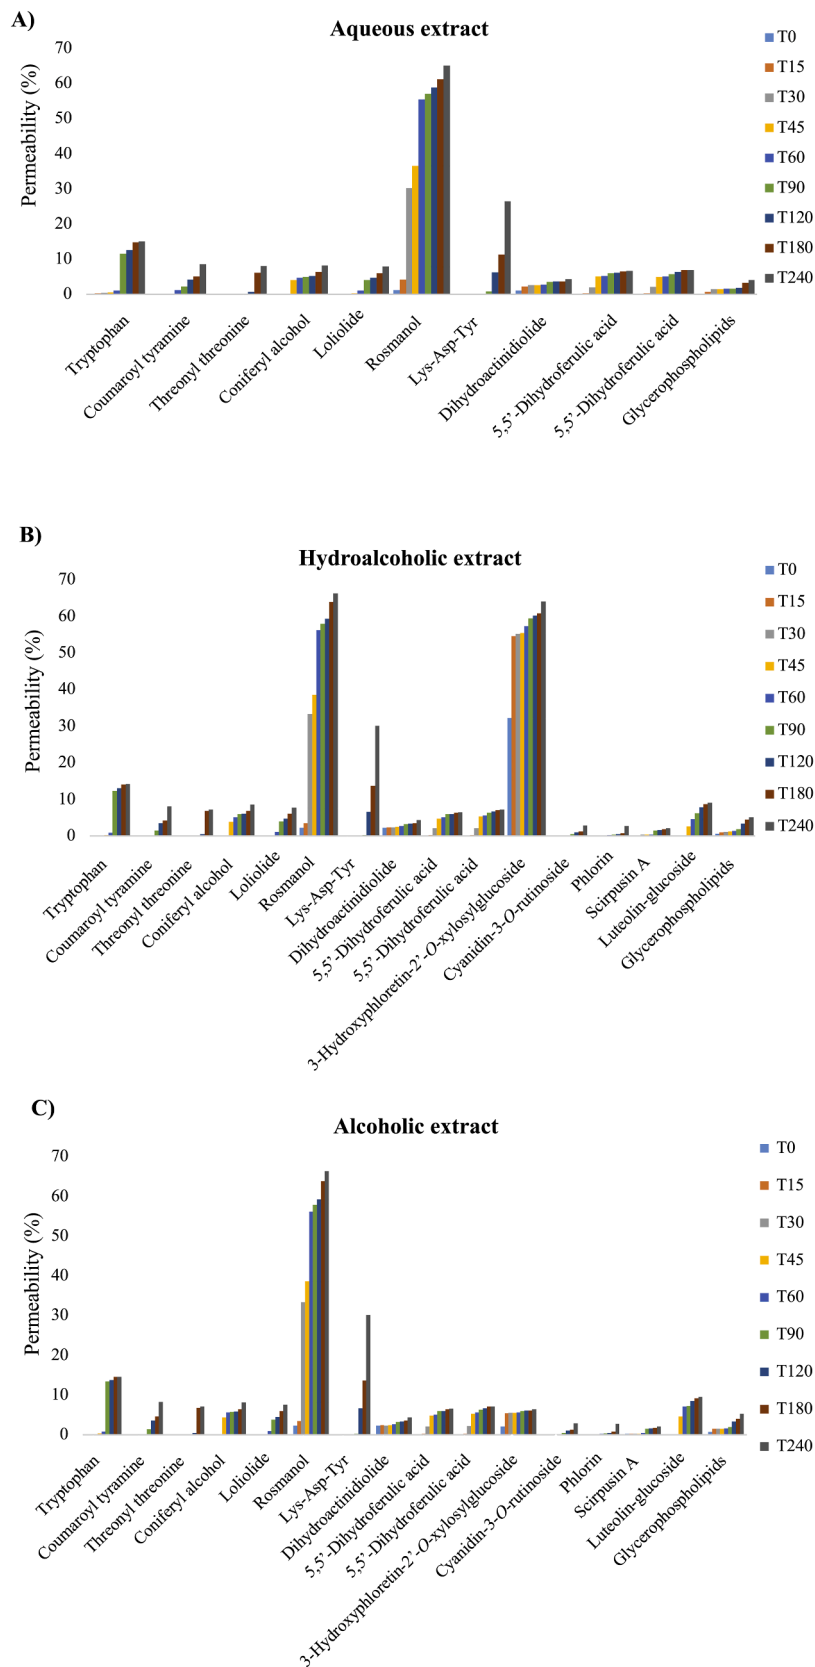 A)
Aqueous extract
Permeability (%)
70
60
50
40
30
20
10
0
Tryptophan
Coumaroyl tyramine
Threonyl threonine
Coniferyl alcohol
Loliolide
Rosmanol
Lys-Asp-Tyr
Dihydroactinidiolide
5,5’-Dihydroferulic acid
5,5’-Dihydroferulic acid
Glycerophospholipids
T0
T15
T30
T45
T60
T90
T120
T180
T240
B)
Hydroalcoholic extract
Permeability (%)
70
60
50
40
30
20
10
0
Tryptophan
Coumaroyl tyramine
Threonyl threonine
Coniferyl alcohol
Loliolide
Rosmanol
Lys-Asp-Tyr
Dihydroactinidiolide
5,5’-Dihydroferulic acid
5,5’-Dihydroferulic acid
3-Hydroxyphloretin-2’-O-xylosylglucoside
Cyanidin-3-O-rutinoside
Phlorin
Scirpusin A
Luteolin-glucoside
Glycerophospholipids
T0
T15
T30
T45
T60
T90
T120
T180
T240
C)
Alcoholic extract
Permeability (%)
70
60
50
40
30
20
10
0
Tryptophan
Coumaroyl tyramine
Threonyl threonine
Coniferyl alcohol
Loliolide
Rosmanol
Lys-Asp-Tyr
Dihydroactinidiolide
5,5’-Dihydroferulic acid
5,5’-Dihydroferulic acid
3-Hydroxyphloretin-2’-O-xylosylglucoside
Cyanidin-3-O-rutinoside
Phlorin
Scirpusin A
Luteolin-glucoside
Glycerophospholipids
T0
T15
T30
T45
T60
T90
T120
T180
T240